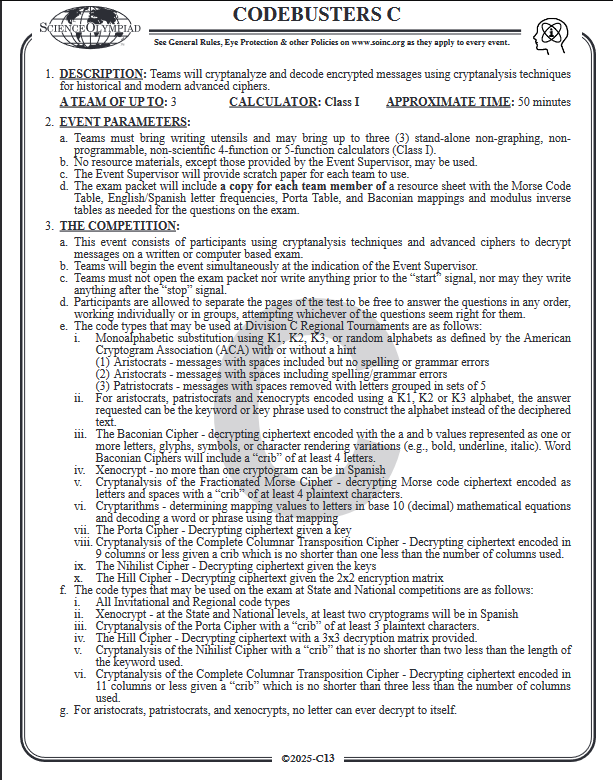 CODEBUSTERS C
SCIENCE OLYMPIAD
See General Rules, Eye Protection & other Policies on www.soinc.org as they apply to every event.
1. DESCRIPTION: Teams will cryptanalyze and decode encrypted messages using cryptanalysis techniques
for historical and modern advanced ciphers.
A TEAM OF UP TO: 3 CALCULATOR: Class I APPROXIMATE TIME: 50 minutes
2. EVENT PARAMETERS:
a. Teams must bring writing utensils and may bring up to three (3) stand-alone non-graphing, non-
programmable, non-scientific 4-function or 5-function calculators (Class I).
b. No resource materials, except those provided by the Event Supervisor, may be used.
c. The Event Supervisor will provide scratch paper for each team to use.
d. The exam packet will include a copy for each team member of a resource sheet with the Morse Code
Table, English/Spanish letter frequencies, Porta Table, and Baconian mappings and modulus inverse
tables as needed for the questions on the exam.
3. THE COMPETITION:
a. This event consists of participants using cryptanalysis techniques and advanced ciphers to decrypt
messages on a written or computer based exam.
b. Teams will begin the event simultaneously at the indication of the Event Supervisor.
c. Teams must not open the exam packet nor write anything prior to the “start” signal, nor may they write
anything after the “stop” signal.
d. Participants are allowed to separate the pages of the test to be free to answer the questions in any order,
working individually or in groups, attempting whichever of the questions seem right for them.
e. The code types that may be used at Division C Regional Tournaments are as follows:
i. Monoalphabetic substitution using K1, K2, K3, or random alphabets as defined by the American
Cryptogram Association (ACA) with or without a hint
(1) Aristocrats - messages with spaces included but no spelling or grammar errors
(2) Aristocrats - messages with spaces including spelling/grammar errors
(3) Patristocrats - messages with spaces removed with letters grouped in sets of 5
ii. For aristocrats, patristocrats and xenocrypts encoded using a K1, K2 or K3 alphabet, the answer
requested can be the keyword or key phrase used to construct the alphabet instead of the deciphered
text.
iii. The Baconian Cipher - decrypting ciphertext encoded with the a and b values represented as one or
more letters, glyphs, symbols, or character rendering variations (e.g., bold, underline, italic). Word
Baconian Ciphers will include a “crib” of at least 4 letters.
iv. Xenocrypt - no more than one cryptogram can be in Spanish
v. Cryptanalysis of the Fractionated Morse Cipher - decrypting Morse code ciphertext encoded as
letters and spaces with a “crib” of at least 4 plaintext characters.
vi. Cryptarithms - determining mapping values to letters in base 10 (decimal) mathematical equations
and decoding a word or phrase using that mapping
vii. The Porta Cipher - Decrypting ciphertext given a key
viii. Cryptanalysis of the Complete Columnar Transposition Cipher - Decrypting ciphertext encoded in
9 columns or less given a crib which is no shorter than one less than the number of columns used.
ix. The Nihilist Cipher - Decrypting ciphertext given the keys
x. The Hill Cipher - Decrypting ciphertext given the 2x2 encryption matrix
f. The code types that may be used on the exam at State and National competitions are as follows:
i. All Invitational and Regional code types
ii. Xenocrypt - at the State and National levels, at least two cryptograms will be in Spanish
iii. Cryptanalysis of the Porta Cipher with a “crib” of at least 3 plaintext characters.
iv. The Hill Cipher - Decrypting ciphertext with a 3x3 decryption matrix provided.
v. Cryptanalysis of the Nihilist Cipher with a “crib” that is no shorter than two less than the length of
the keyword used.
vi. Cryptanalysis of the Complete Columnar Transposition Cipher - Decrypting ciphertext encoded in
11 columns or less given a “crib” which is no shorter than three less than the number of columns
used.
g. For aristocrats, patristocrats, and xenocrypts, no letter can ever decrypt to itself.
C
©2025-C13